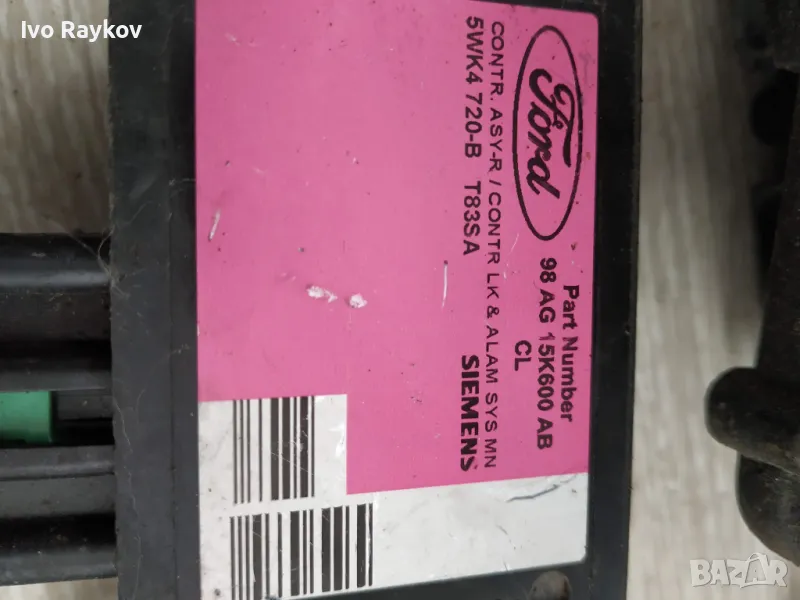 Ivo Raykov
Ford
Part Number
98 AG 15K600 AB
CL
CONTR. ASY-R / CONTR LK & ALAM SYS MN
5WK4 720-B T83SA
SIEMENS
BAZAR